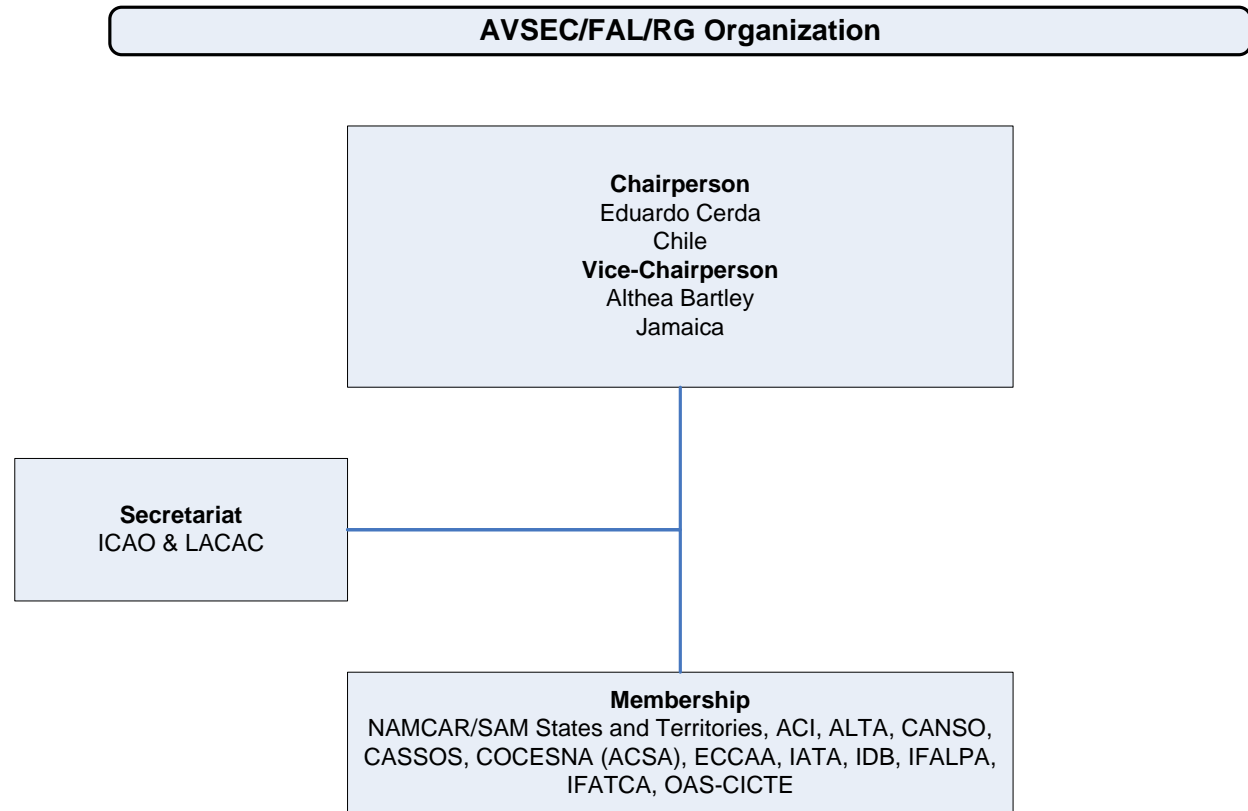 AVSEC/FAL/RG Organization
Chairperson
Eduardo Cerda
Chile
Vice-Chairperson
Althea Bartley
Jamaica
Secretariat
ICAO & LACAC
Membership
NAMCAR/SAM States and Territories, ACI, ALTA, CANSO,
CASSOS, COCESNA (ACSA), ECCAA, IATA, IDB, IFALPA,
IFATCA, OAS-CICTE